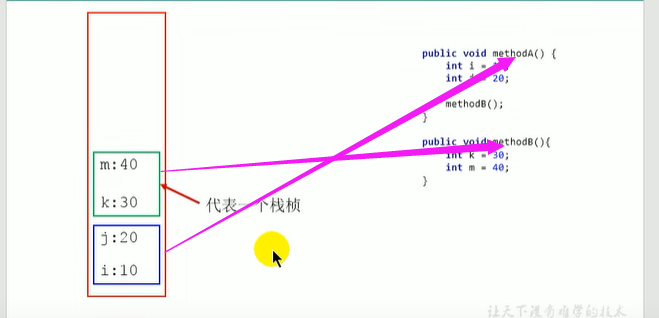 m:40
k:30
j:20
i:10
代表一个栈桢
public void methodA() {
int i =
int = 20;
methodB();
}
public void methodB(){
int k = 30;
int m = 40;
}
让天下没有难学的技术